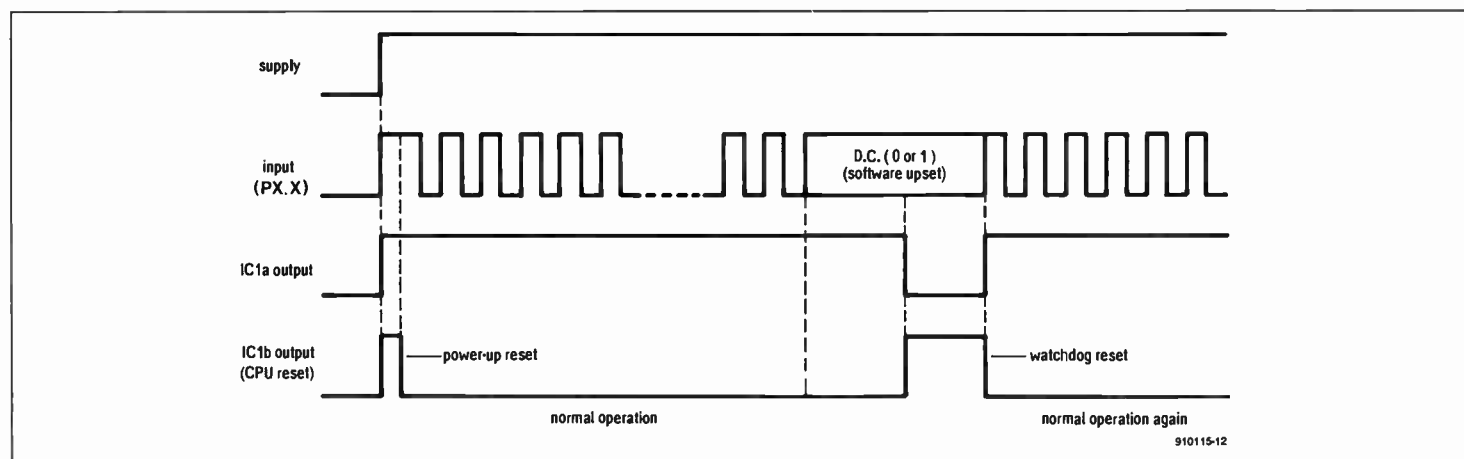 supply
input
(PX.X)
D.C. ( 0 or 1 )
(software upset)
IC1a output
IC1b output
(CPU reset)
power-up reset
watchdog reset
normal operation
normal operation again
910115-12